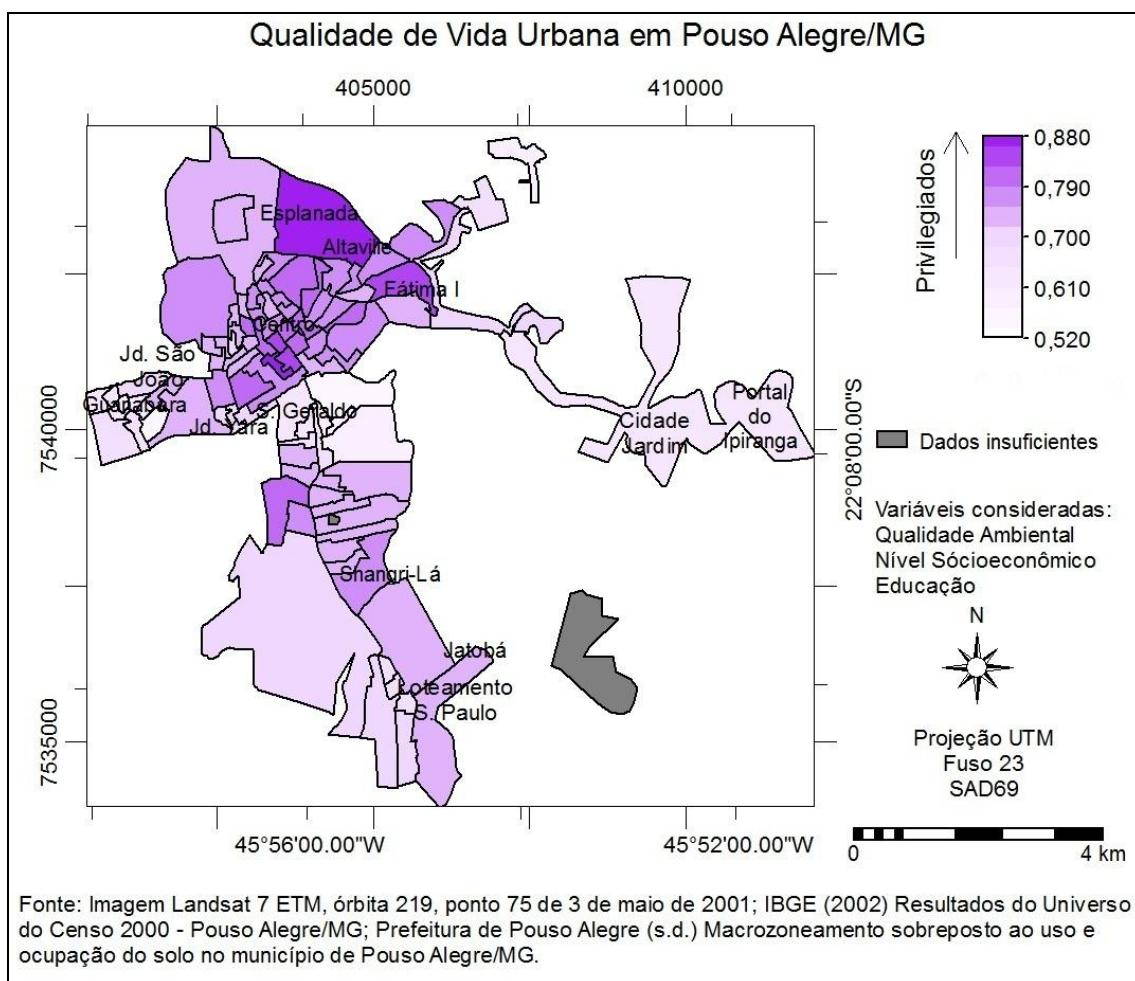 Qualidade de Vida Urbana em Pouso Alegre/MG
405000
410000
Esplanada
Altaville
Fátima I
Centro
Jd. São
João
Guanabara
Jd. Yara
S. Geraldo
Cidade
Jardim
Portal
do
Ipiranga
Shangri-Lá
Jatobá
Loteamento
S. Paulo
7540000
7535000
22°08'00.00"S
45°56'00.00"W
45°52'00.00"W
Privilegiados
0,880
0,790
0,700
0,610
0,520
Dados insuficientes
Variáveis consideradas:
Qualidade Ambiental
Nível Sócioeconômico
Educação
N
Projeção UTM
Fuso 23
SAD69
0
4 km
Fonte: Imagem Landsat 7 ETM, órbita 219, ponto 75 de 3 de maio de 2001; IBGE (2002) Resultados do Universo
do Censo 2000 - Pouso Alegre/MG; Prefeitura de Pouso Alegre (s.d.) Macrozoneamento sobreposto ao uso e
ocupação do solo no município de Pouso Alegre/MG.